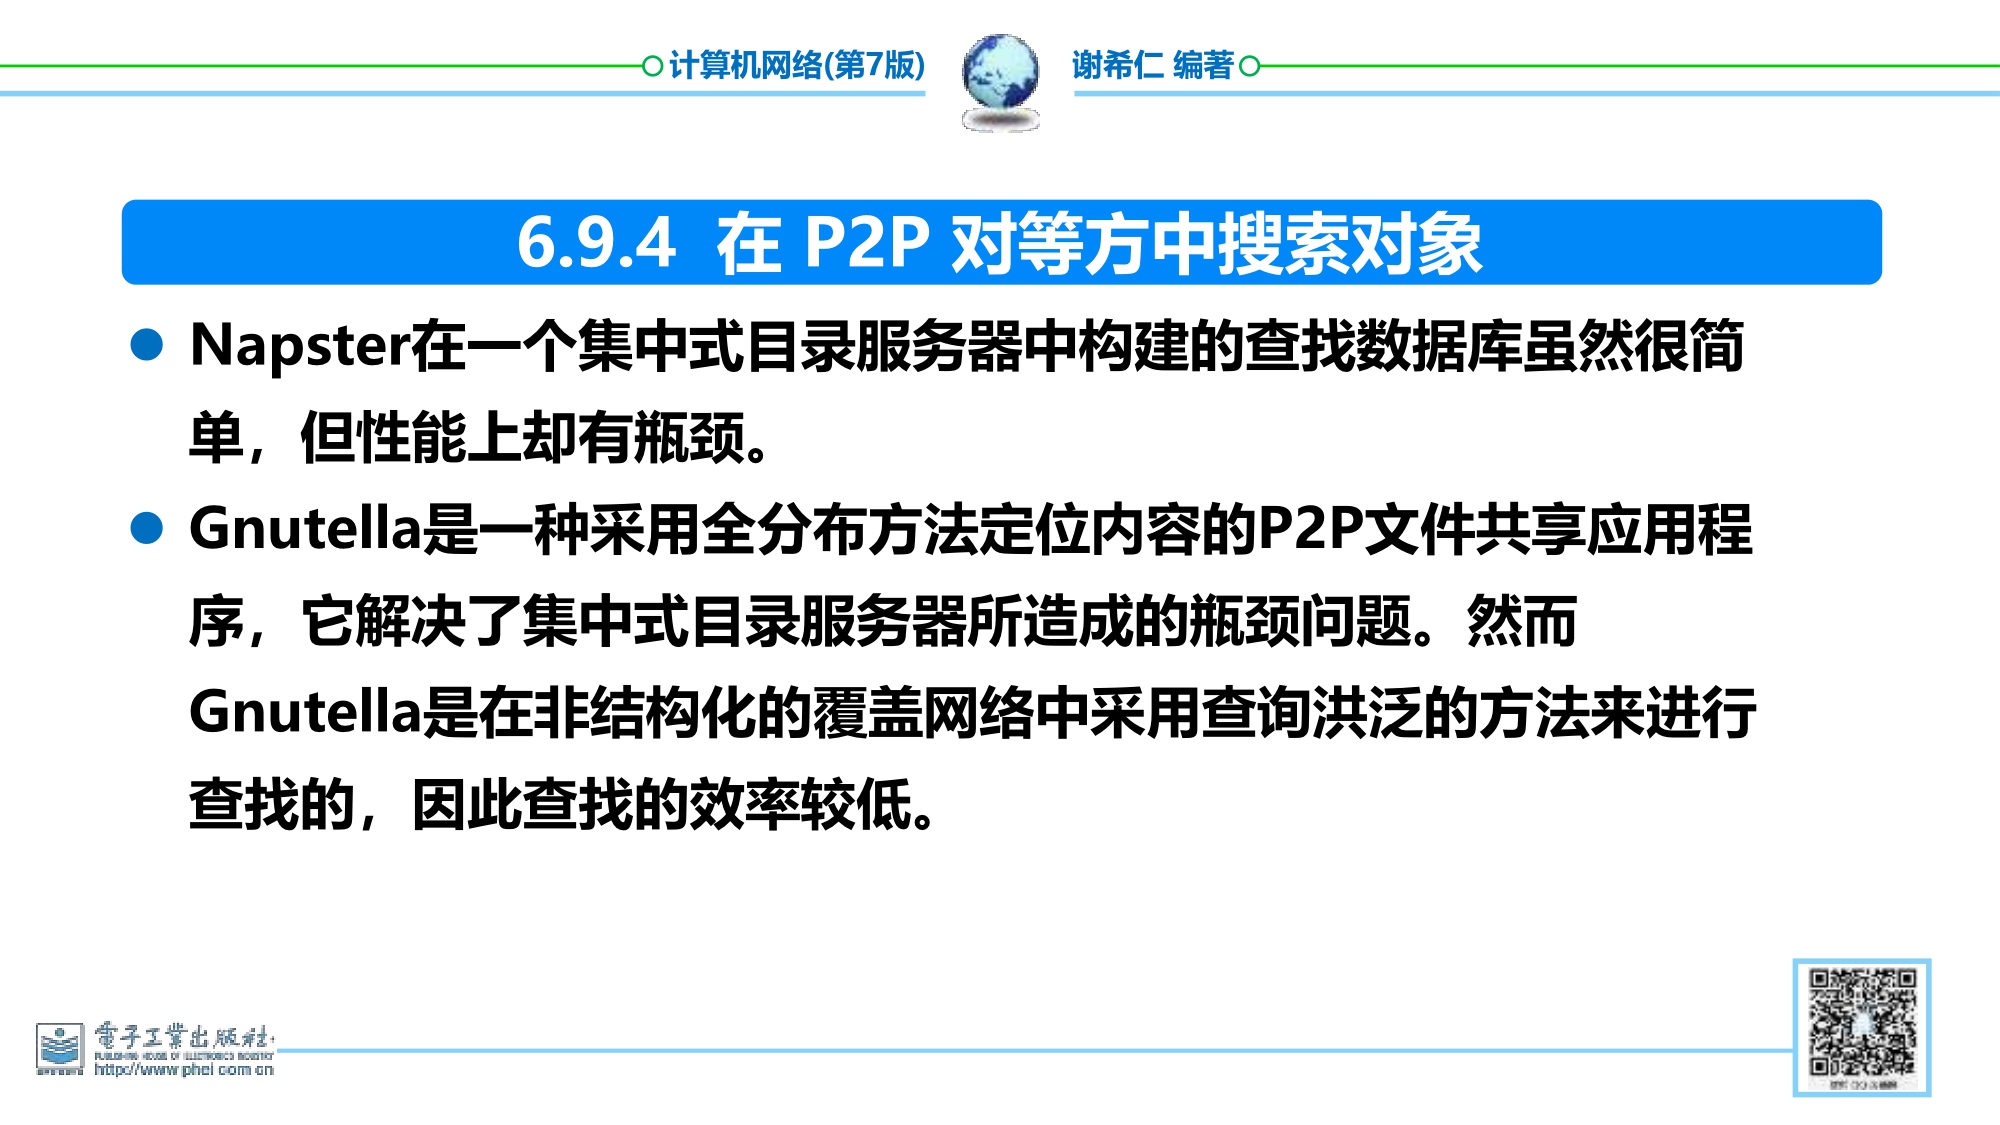 计算机网络(第7版) 谢希仁 编著
6.9.4 在 P2P 对等方中搜索对象
Napster在一个集中式目录服务器中构建的查找数据库虽然很简
单，但性能上却有瓶颈。
Gnutella是一种采用全分布方法定位内容的P2P文件共享应用程
序，它解决了集中式目录服务器所造成的瓶颈问题。然而
Gnutella是在非结构化的覆盖网络中采用查询洪泛的方法来进行
查找的，因此查找的效率较低。
電子工業出版社
PUBLISHING HOUSE OF ELECTRONICS INDUSTRY
http://www.phei.com.cn